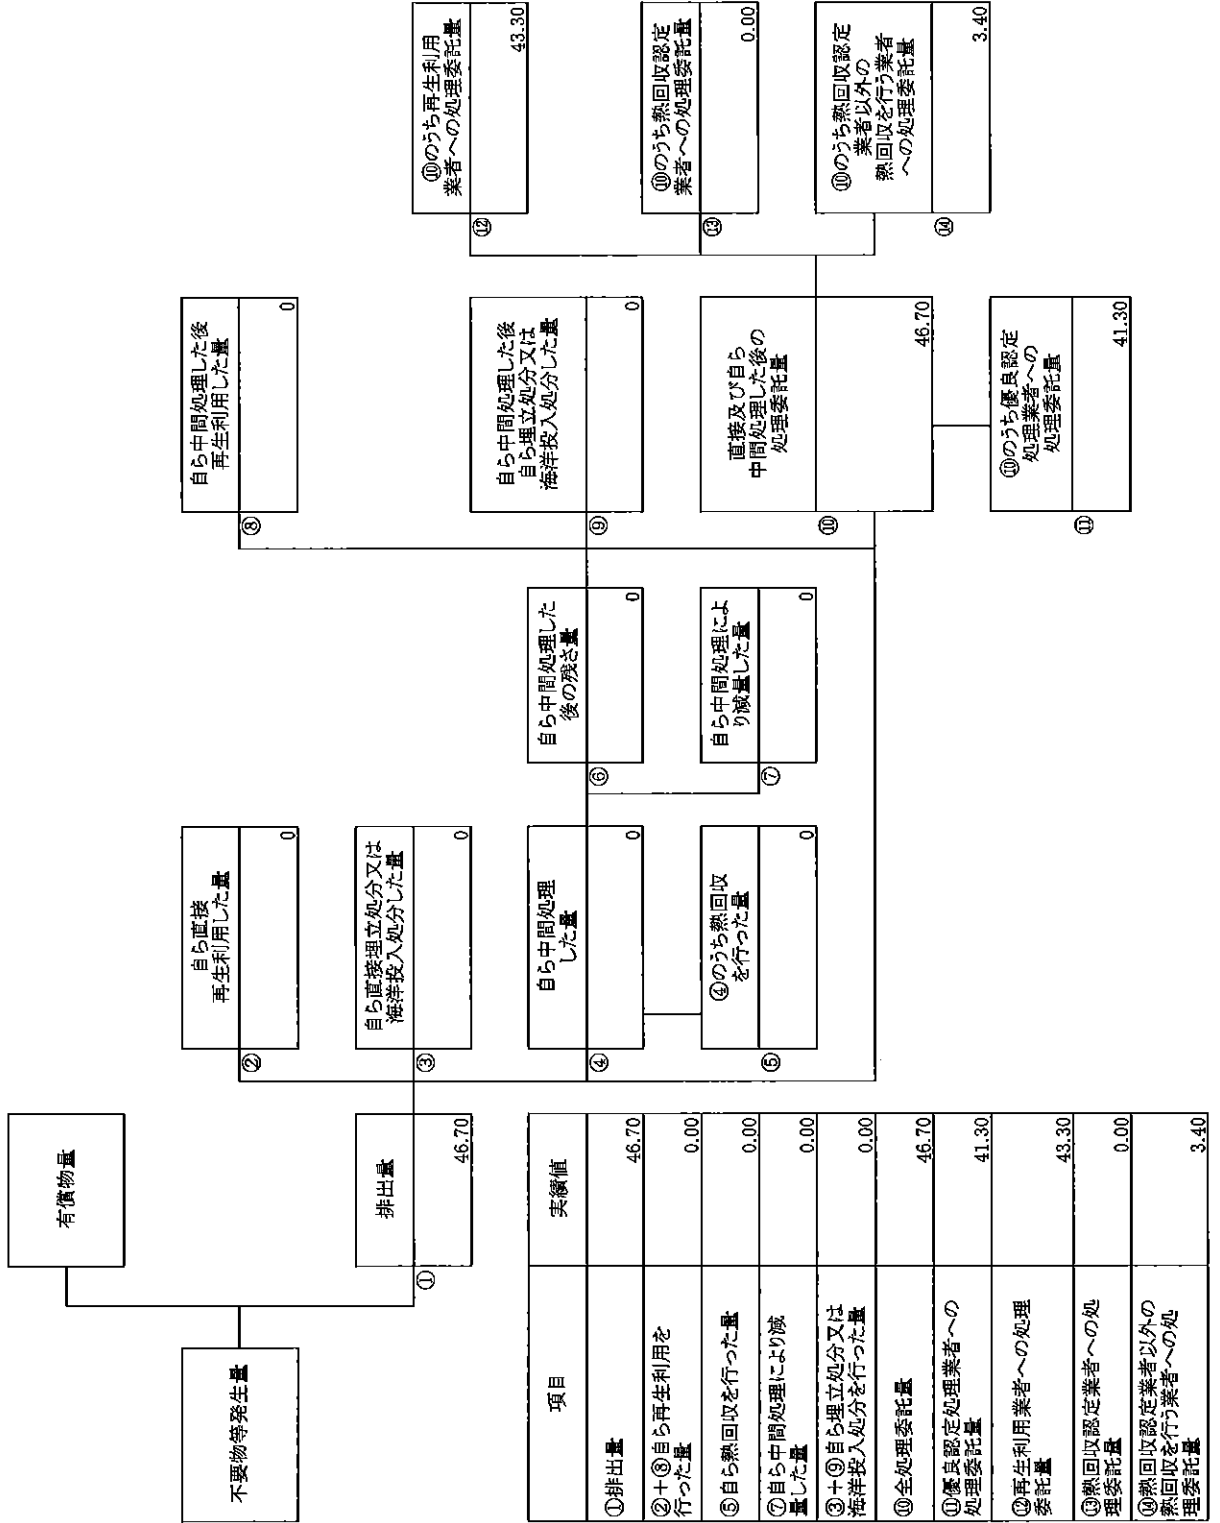 不要物等発生量
有償物量
①
排出量
46.70
②
自ら直接
再生利用した量
0
③
自ら直接埋立処分又は
海洋投入処分した量
0
④
自ら中間処理
した量
0
⑤
④のうち熱回収
を行った量
0
⑥
自ら中間処理した
後の残さ量
0
⑦
自ら中間処理によ
り減量した量
0
⑧
自ら中間処理した後
再生利用した量
0
⑨
自ら中間処理した後
自ら埋立処分又は
海洋投入処分した量
0
⑩
直接及び自ら
中間処理した後の
処理委託量
46.70
⑪
⑩のうち優良認定
処理業者への
処理委託量
41.30
⑫
⑩のうち再生利用
業者への処理委託量
43.30
⑬
⑩のうち熱回収認定
業者への処理委託量
0.00
⑭
⑩のうち熱回収認定
業者以外の
熱回収を行う業者
への処理委託量
3.40
項目 実績値
①排出量 46.70
②+⑧自ら再生利用を
行った量 0.00
⑤自ら熱回収を行った量 0.00
⑦自ら中間処理により減
量した量 0.00
③+⑨自ら埋立処分又は
海洋投入処分を行った量 0.00
⑩全処理委託量 46.70
⑪優良認定処理業者への
処理委託量 41.30
⑫再生利用業者への処理
委託量 43.30
⑬熱回収認定業者への処
理委託量 0.00
⑭熱回収認定業者以外の
熱回収を行う業者への処
理委託量 3.40